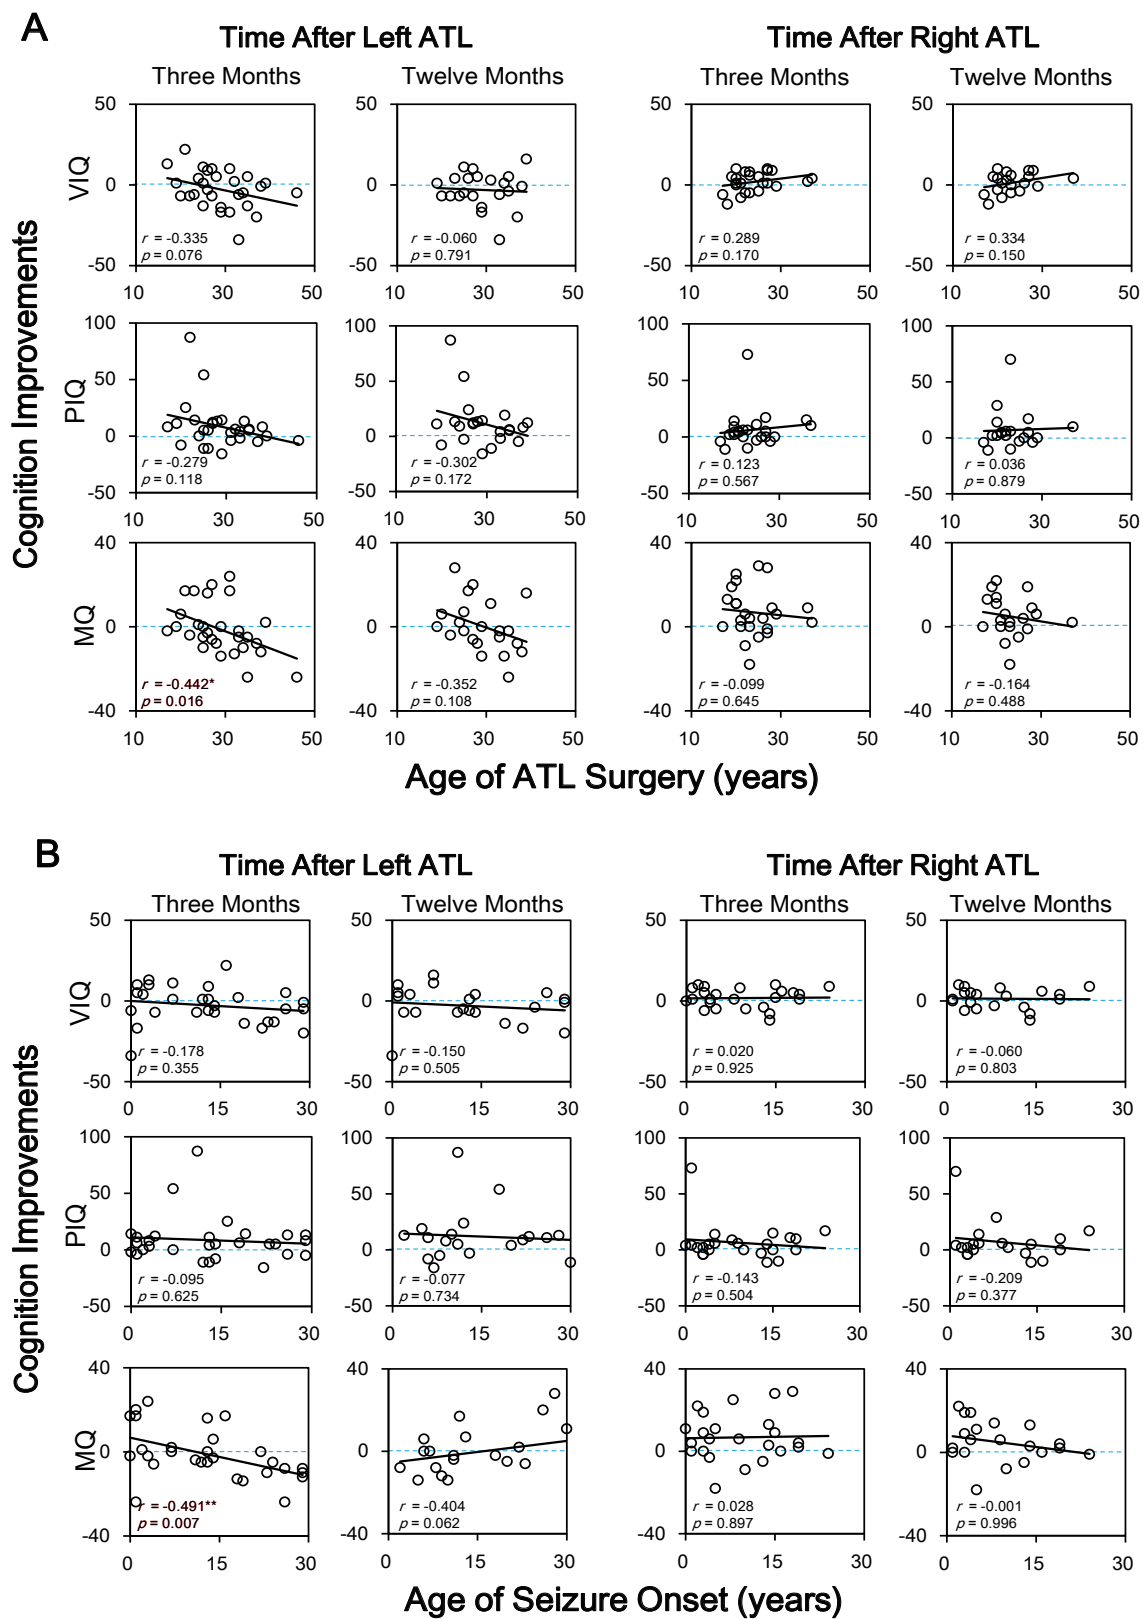 A
Time After Left ATL
Time After Right ATL
Three Months
Twelve Months
Three Months
Twelve Months
Cognition Improvements
VIQ
50
0
-50
r = -0.335
p = 0.076
10 30 50
50
0
-50
r = -0.060
p = 0.791
10 30 50
50
0
-50
r = 0.289
p = 0.170
10 30 50
50
0
-50
r = 0.334
p = 0.150
10 30 50
PIQ
100
50
0
-50
r = -0.279
p = 0.118
10 30 50
100
50
0
-50
r = -0.302
p = 0.172
10 30 50
100
50
0
-50
r = 0.123
p = 0.567
10 30 50
100
50
0
-50
r = 0.036
p = 0.879
10 30 50
MQ
40
0
-40
r = -0.442*
p = 0.016
10 30 50
40
0
-40
r = -0.352
p = 0.108
10 30 50
40
0
-40
r = -0.099
p = 0.645
10 30 50
40
0
-40
r = -0.164
p = 0.488
10 30 50
Age of ATL Surgery (years)
B
Time After Left ATL
Time After Right ATL
Three Months
Twelve Months
Three Months
Twelve Months
Cognition Improvements
VIQ
50
0
-50
r = -0.178
p = 0.355
0 15 30
50
0
-50
r = -0.150
p = 0.505
0 15 30
50
0
-50
r = 0.020
p = 0.925
0 15 30
50
0
-50
r = -0.060
p = 0.803
0 15 30
PIQ
100
50
0
-50
r = -0.095
p = 0.625
0 15 30
100
50
0
-50
r = -0.077
p = 0.734
0 15 30
100
50
0
-50
r = -0.143
p = 0.504
0 15 30
100
50
0
-50
r = -0.209
p = 0.377
0 15 30
MQ
40
0
-40
r = -0.491**
p = 0.007
0 15 30
40
0
-40
r = -0.404
p = 0.062
0 15 30
40
0
-40
r = 0.028
p = 0.897
0 15 30
40
0
-40
r = -0.001
p = 0.996
0 15 30
Age of Seizure Onset (years)